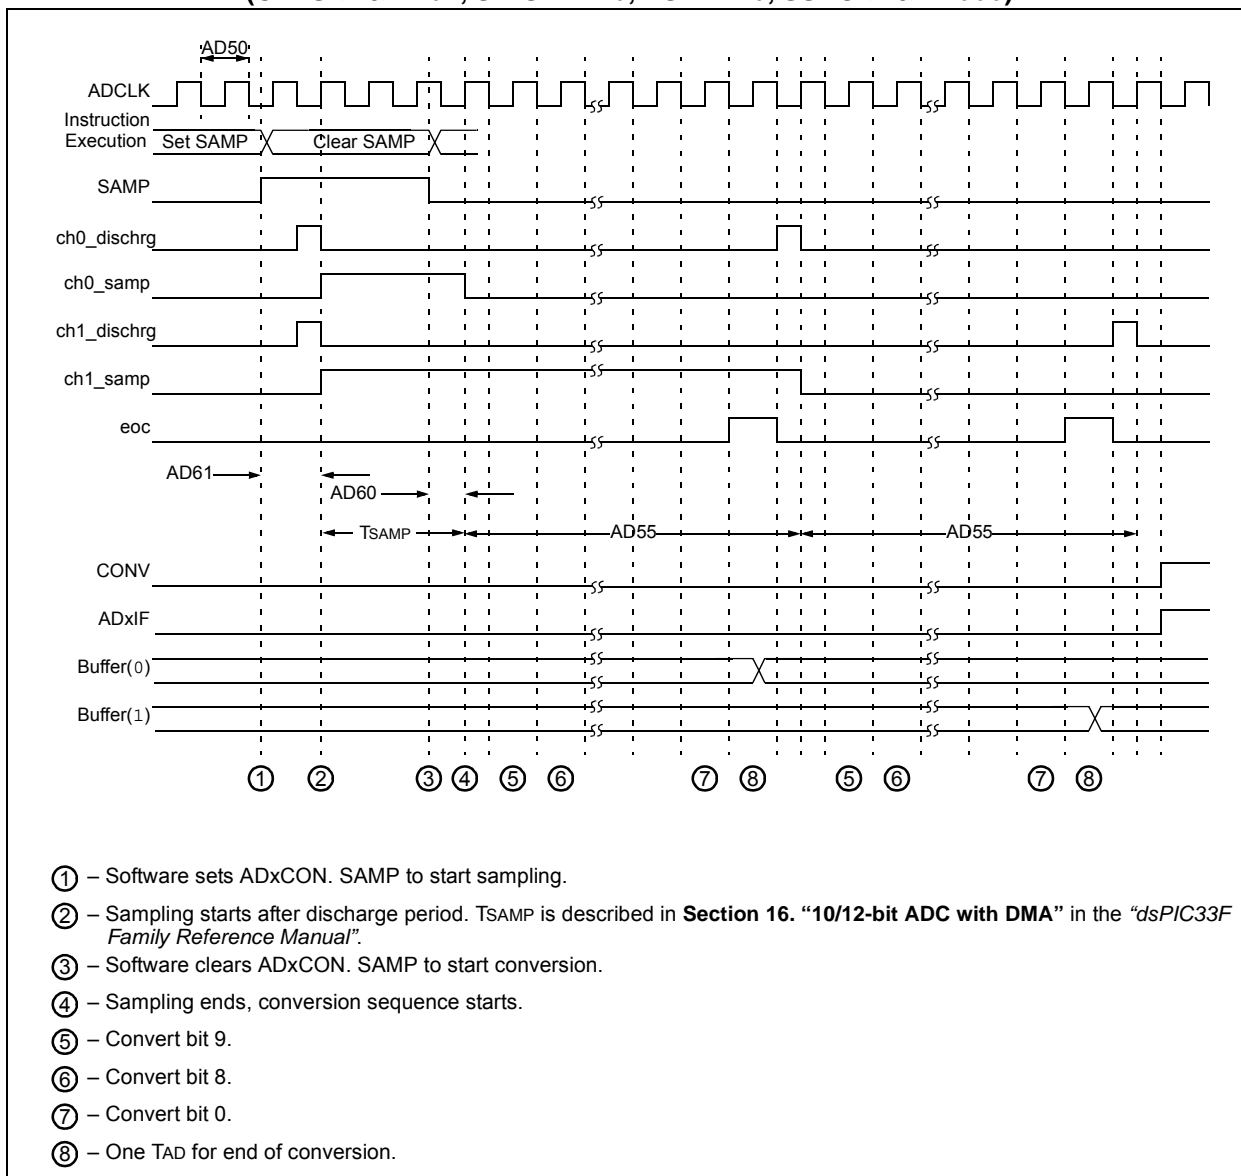 AD50
ADCLK
Instruction
Execution Set SAMP Clear SAMP
SAMP
ch0_dischrg
ch0_samp
ch1_dischrg
ch1_samp
eoc
AD61
AD60
TSAMP AD55 AD55
CONV
ADxIF
Buffer(0)
Buffer(1)
1 2 3 4 5 6 7 8 5 6 7 8
1 – Software sets ADxCON. SAMP to start sampling.
2 – Sampling starts after discharge period. TSAMP is described in Section 16. “10/12-bit ADC with DMA” in the “dsPIC33F
Family Reference Manual”.
3 – Software clears ADxCON. SAMP to start conversion.
4 – Sampling ends, conversion sequence starts.
5 – Convert bit 9.
6 – Convert bit 8.
7 – Convert bit 0.
8 – One TAD for end of conversion.